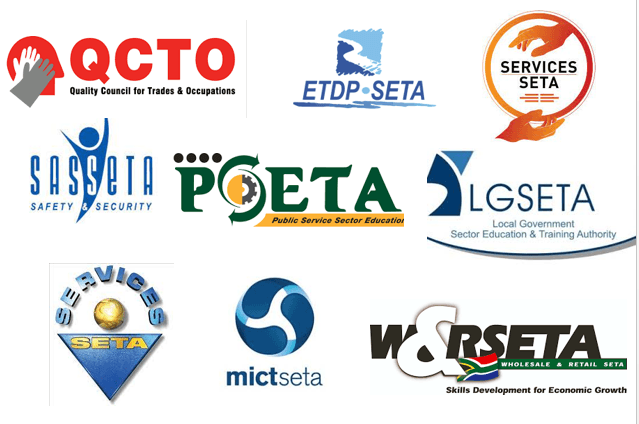 QCTO
Quality Council for Trades & Occupations
ETDP·SETA
SERVICES
SETA
SASSETA
SAFETY & SECURITY
PSETA
Public Service Sector Education
LGSETA
Local Government
Sector Education & Training Authority
SERVICES
SETA
mictseta
W&RSETA
WHOLESALE & RETAIL SETA
Skills Development for Economic Growth